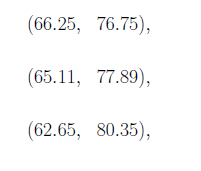 (66.25, 76.75),
(65.11, 77.89),
(62.65, 80.35),